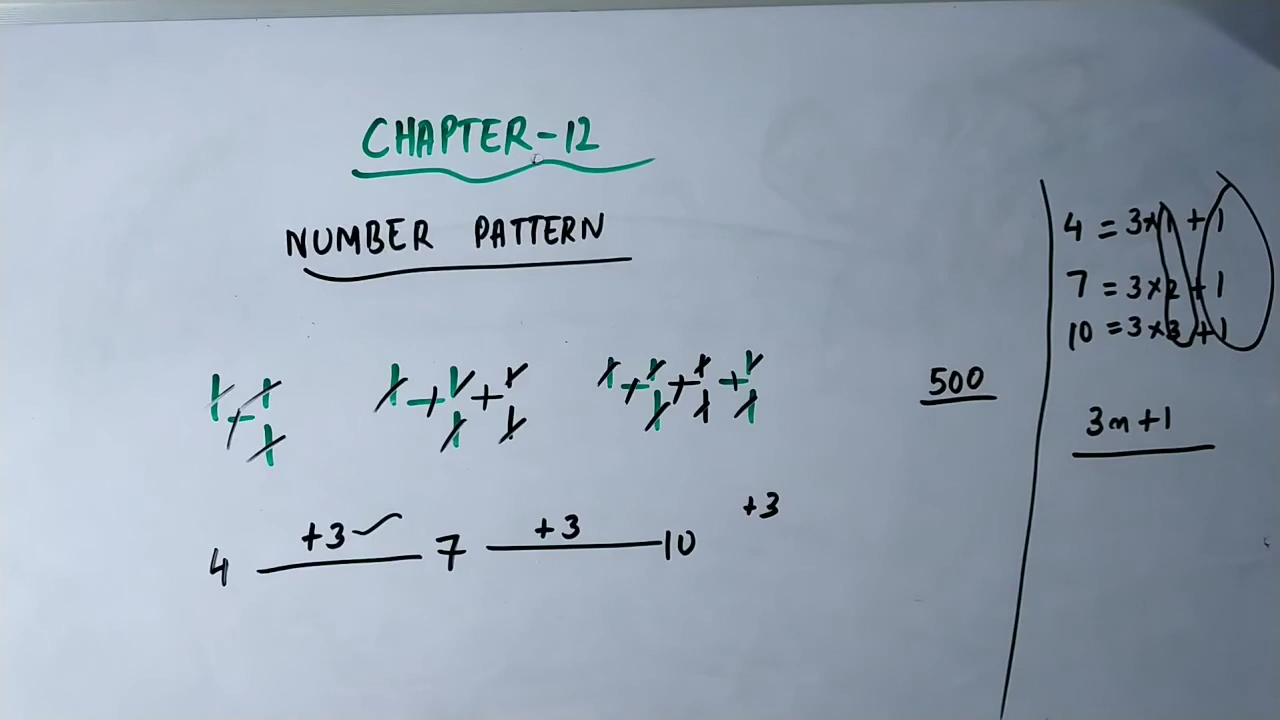 CHAPTER-12
NUMBER PATTERN
4 +3 7 +3 10 +3
500
4 = 3×1 + 1
7 = 3×2 + 1
10 = 3×3 + 1
3n+1